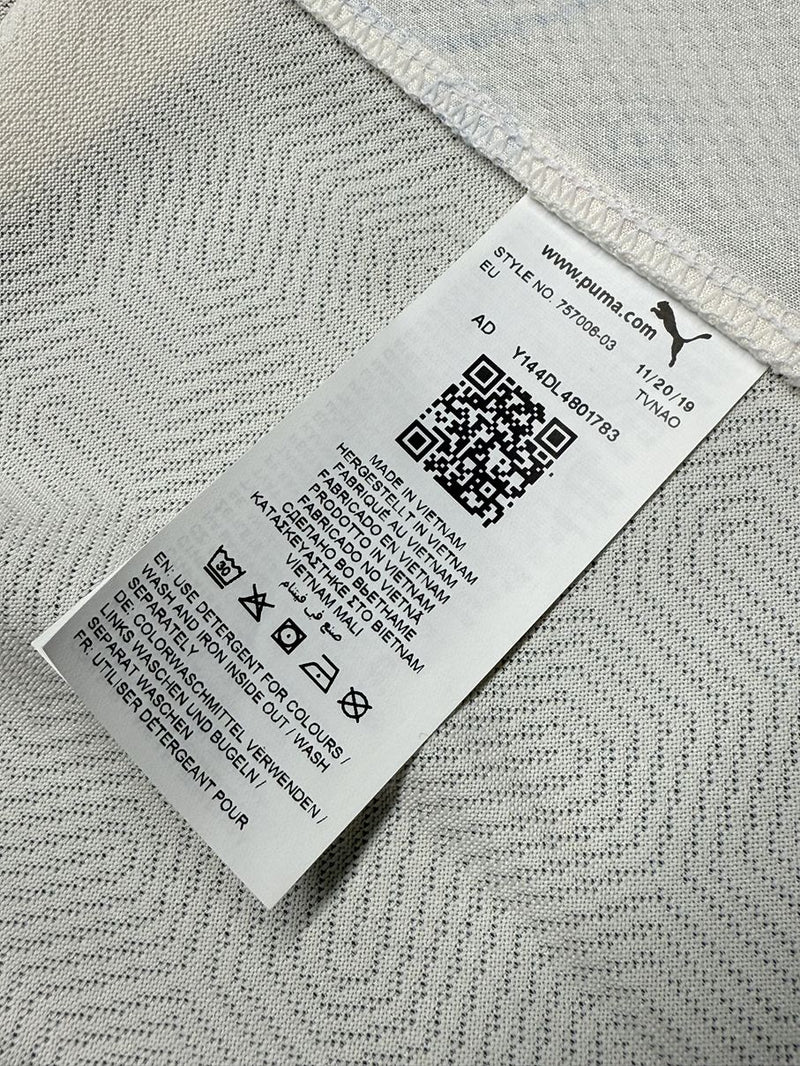 www.puma.com
STYLE NO. 757006-03
EU
11/20/19
TVNAO
AD
Y144DL4801783
MADE IN VIETNAM
HERGESTELLT IN VIETNAM
FABRIQUÉ AU VIETNAM
FABRICADO EN VIETNAM
PRODOTTO IN VIETNAM
FABRICADO NO VIETNÃ
СДЕЛАНО ВО ВЬЕТНАМЕ
ΚΑΤΑΣΚΕΥΑΣΤΗΚΕ ΣΤΟ ΒΙΕΤΝΑΜ
VIETNAM MALI
صنع في فيتنام
30
EN: USE DETERGENT FOR COLOURS /
WASH AND IRON INSIDE OUT / WASH
SEPARATELY
DE: COLORWASCHMITTEL VERWENDEN /
LINKS WASCHEN UND BUGELN /
SEPARAT WASCHEN
FR: UTILISER DÉTERGEANT POUR